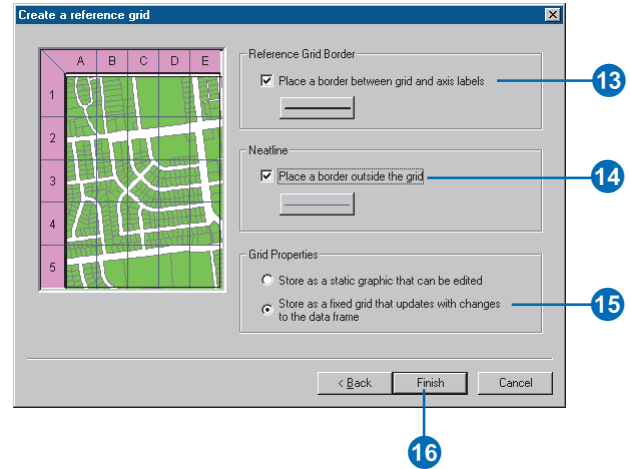 Create a reference grid
A B C D E
1
2
3
4
5
Reference Grid Border
Place a border between grid and axis labels
13
Neatline
Place a border outside the grid
14
Grid Properties
Store as a static graphic that can be edited
Store as a fixed grid that updates with changes
to the data frame
15
< Back Finish Cancel
16